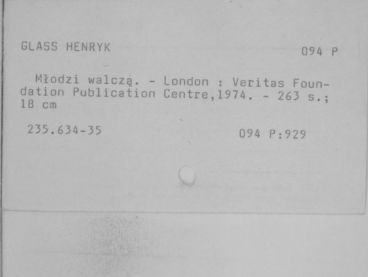 GLASS HENRYK 094 P
Młodzi walczą. - London : Veritas Foun-
dation Publication Centre,1974. - 263 s.;
18 cm
235.634-35 094 P:929